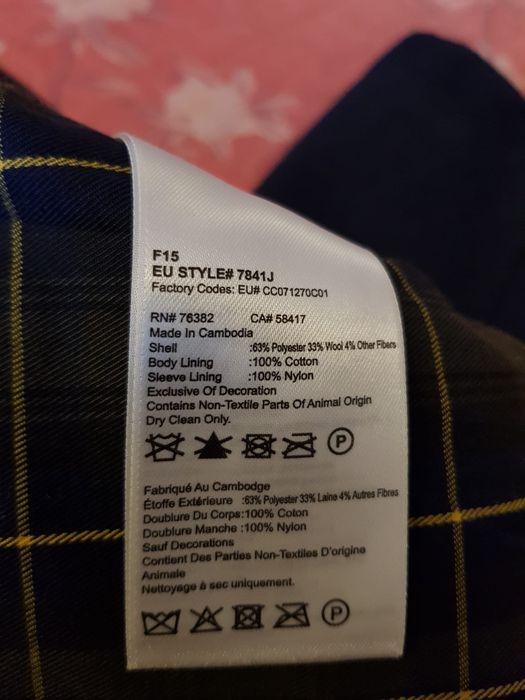 F15
EU STYLE# 7841J
Factory Codes: EU# CC071270C01
RN# 76382 CA# 58417
Made In Cambodia
Shell :63% Polyester 33% Wool 4% Other Fibers
Body Lining :100% Cotton
Sleeve Lining :100% Nylon
Exclusive Of Decoration
Contains Non-Textile Parts Of Animal Origin
Dry Clean Only.
P
Fabriqué Au Cambodge
Étoffe Extérieure :63% Polyester 33% Laine 4% Autres Fibres
Doublure Du Corps:100% Coton
Doublure Manche :100% Nylon
Sauf Decorations
Contient Des Parties Non-Textiles D'origine
Animale
Nettoyage à sec uniquement.
P